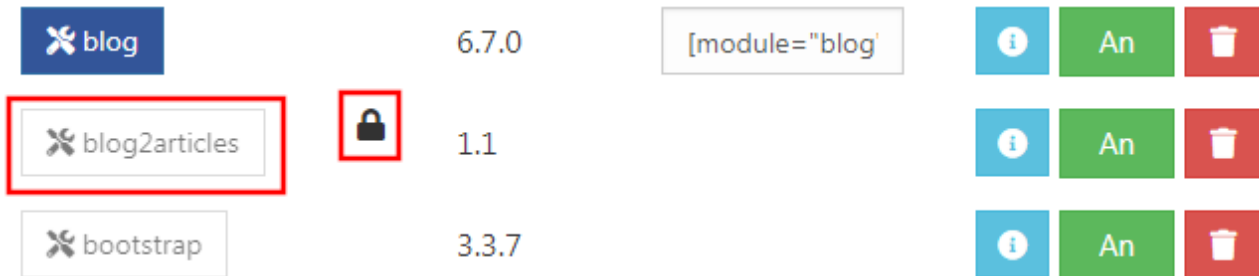 blog 6.7.0 [module="blog' An
blog2articles 1.1 An
bootstrap 3.3.7 An